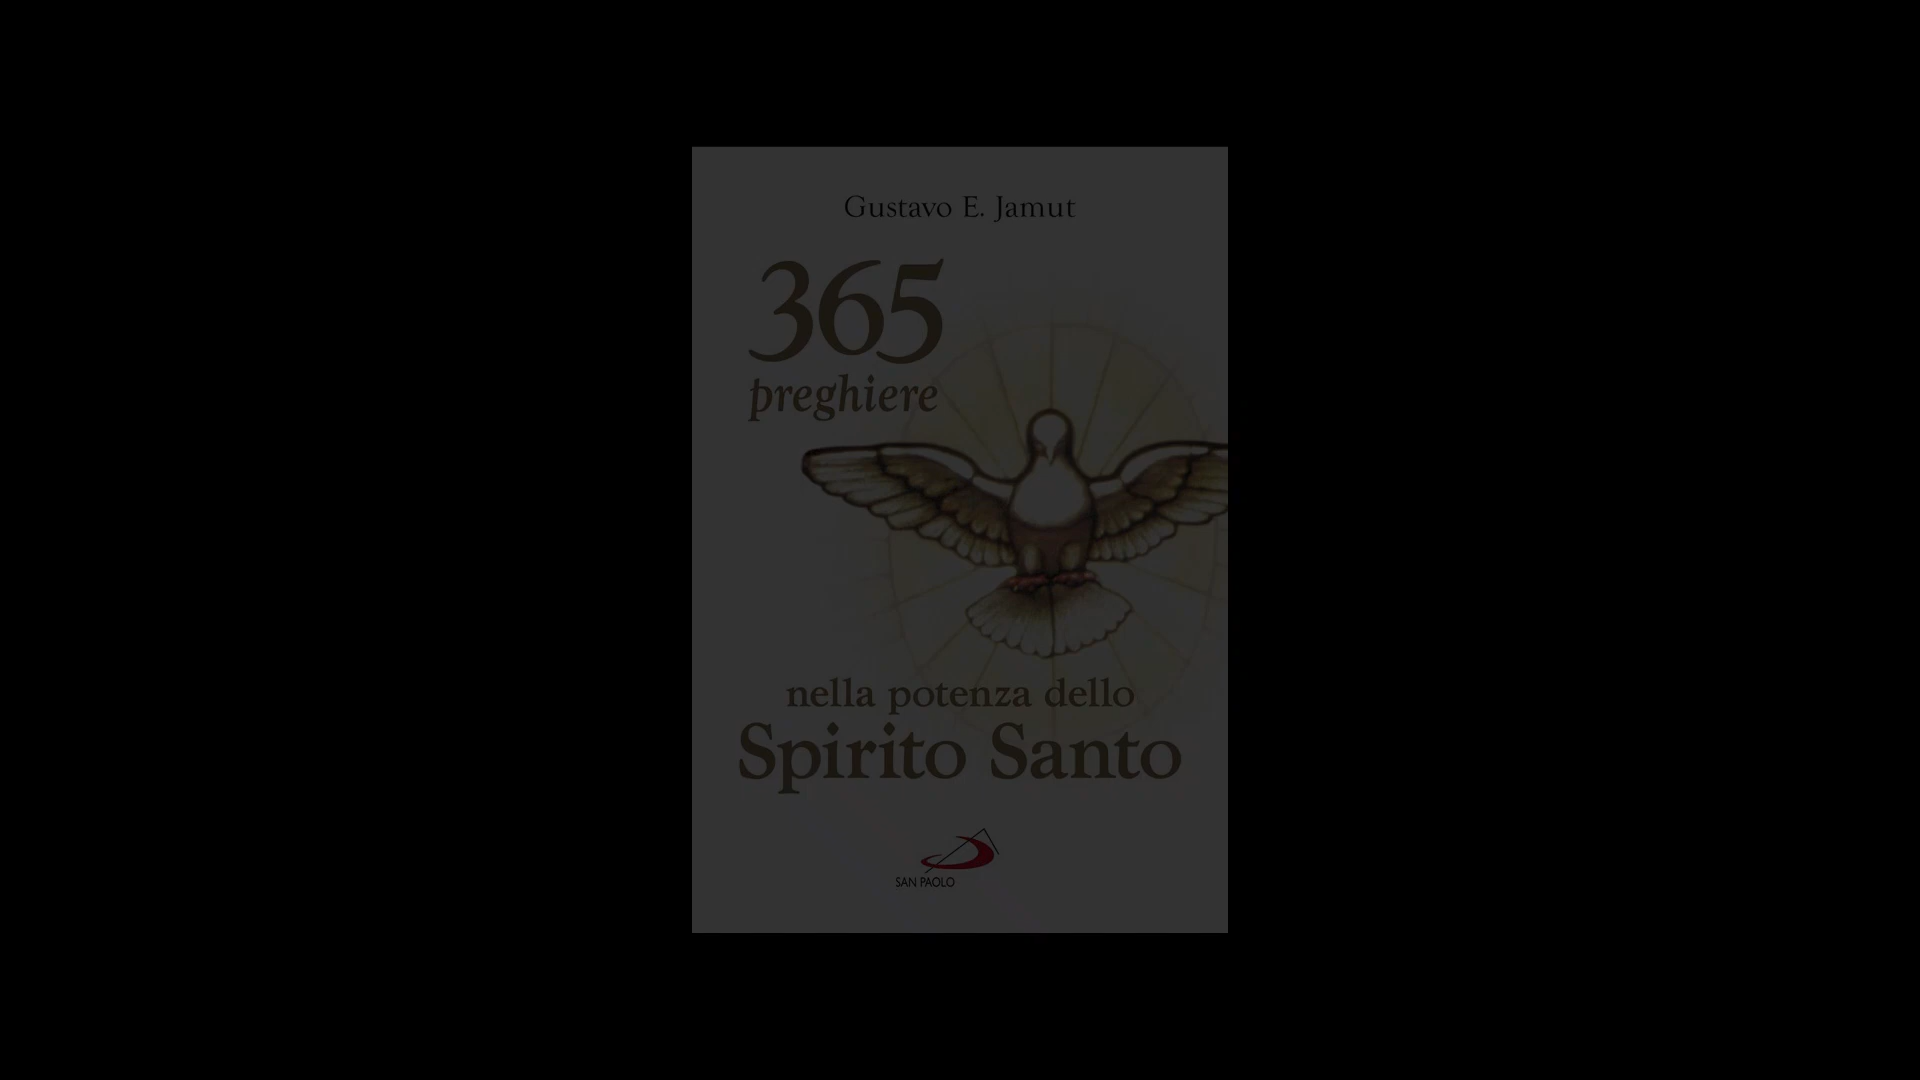 Gustavo E. Jamut
365
preghiere
nella potenza dello
Spirito Santo
SAN PAOLO